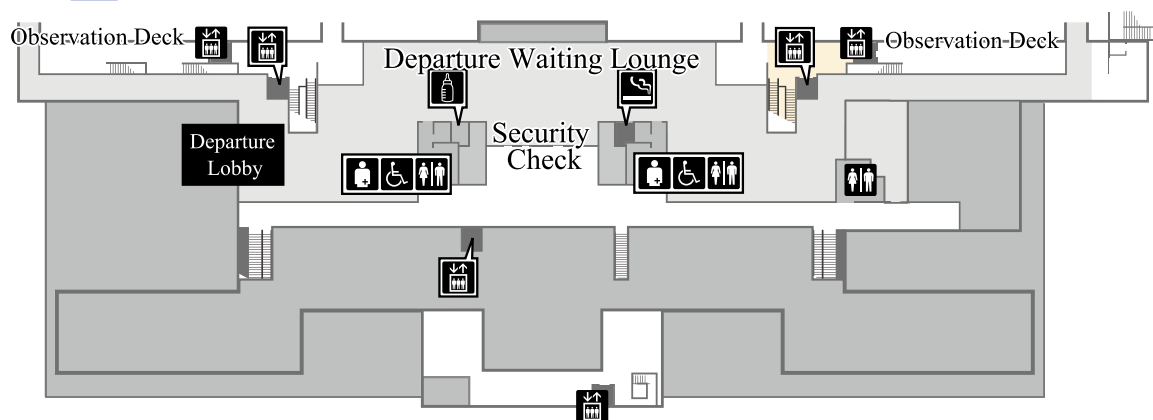 Observation Deck
Observation Deck
Departure Waiting Lounge
Security
Check
Departure
Lobby